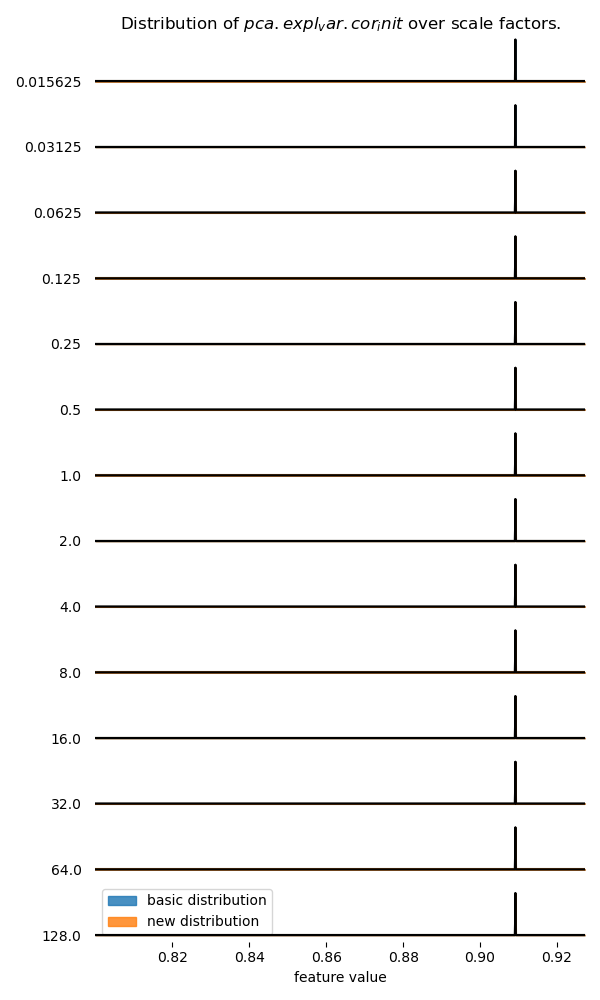 Distribution of pca.expl_var.cor_init over scale factors.
0.015625
0.03125
0.0625
0.125
0.25
0.5
1.0
2.0
4.0
8.0
16.0
32.0
64.0
basic distribution
new distribution
128.0
0.82 0.84 0.86 0.88 0.90 0.92
feature value